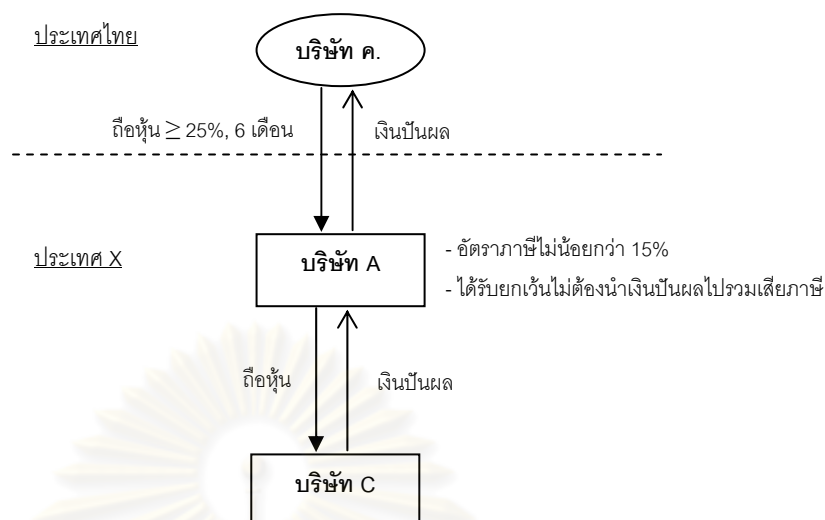 ประเทศไทย
บริษัท ค.
ถือหุ้น ≥ 25%, 6 เดือน
เงินปันผล
ประเทศ X
บริษัท A
- อัตราภาษีไม่น้อยกว่า 15%
- ได้รับยกเว้นไม่ต้องนำเงินปันผลไปรวมเสียภาษี
ถือหุ้น
เงินปันผล
บริษัท C